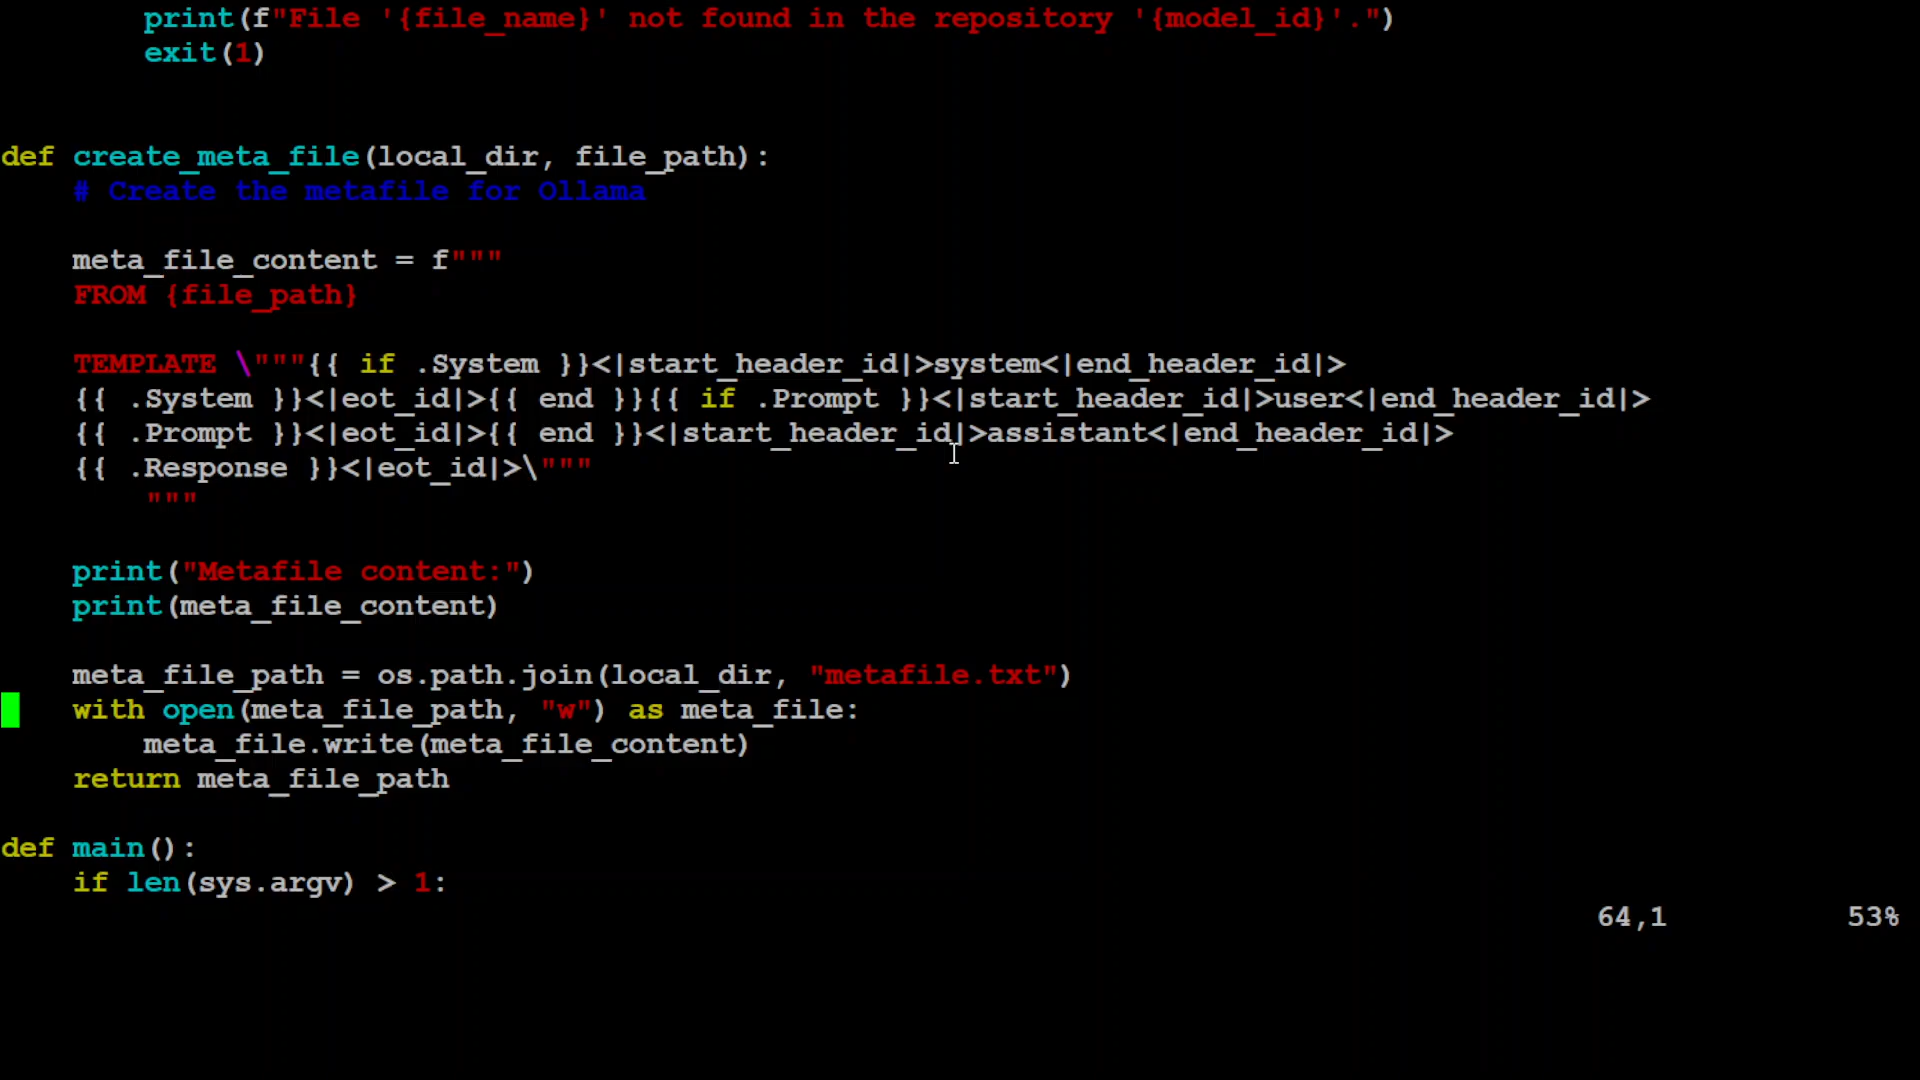 print(f"File '{file_name}' not found in the repository '{model_id}'.")
        exit(1)
def create_meta_file(local_dir, file_path):
    # Create the metafile for Ollama
    meta_file_content = f"""
    FROM {file_path}
    TEMPLATE \"""{{ if .System }}<|start_header_id|>system<|end_header_id|>
    {{ .System }}<|eot_id|>{{ end }}{{ if .Prompt }}<|start_header_id|>user<|end_header_id|>
    {{ .Prompt }}<|eot_id|>{{ end }}<|start_header_id|>assistant<|end_header_id|>
    {{ .Response }}<|eot_id|>\"""
        """
    print("Metafile content:")
    print(meta_file_content)
    meta_file_path = os.path.join(local_dir, "metafile.txt")
    with open(meta_file_path, "w") as meta_file:
        meta_file.write(meta_file_content)
    return meta_file_path
def main():
    if len(sys.argv) > 1:
64,1 53%